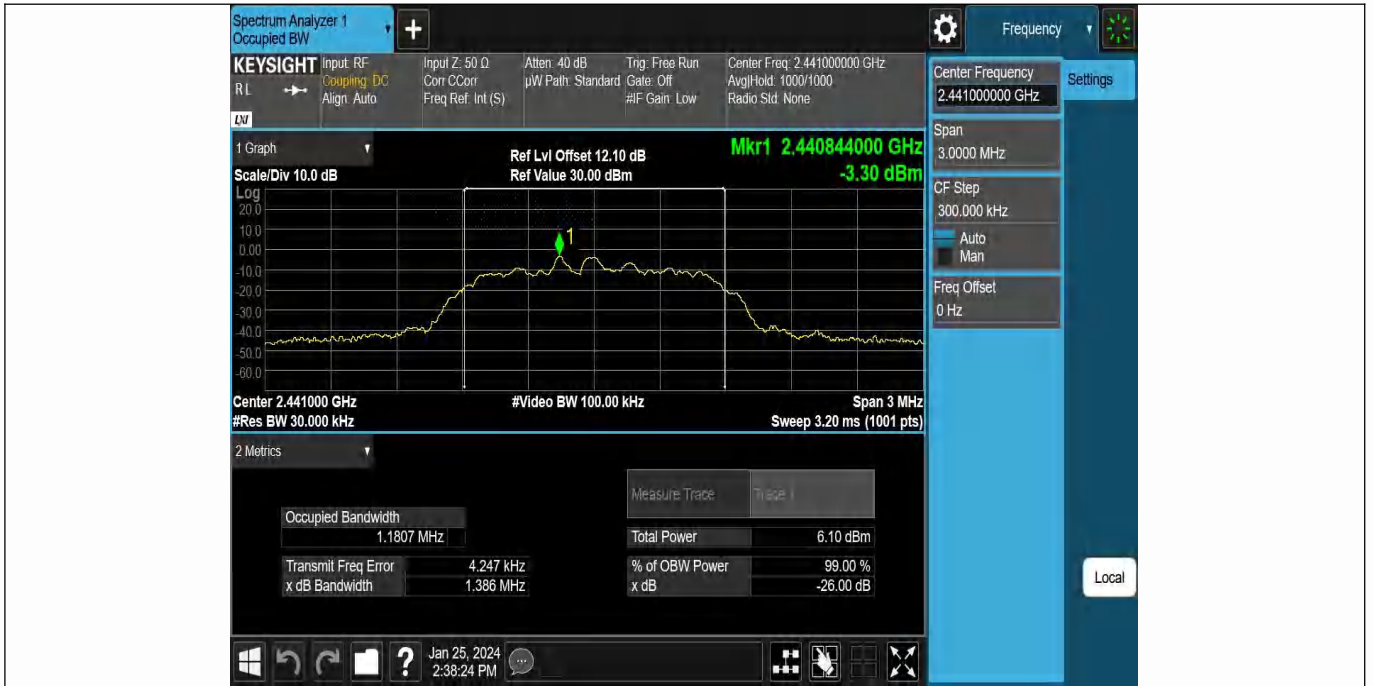 Spectrum Analyzer 1
Occupied BW
+
Frequency
KEYSIGHT
R L
LXI
Input: RF
Coupling: DC
Align: Auto
Input Z: 50 Ω
Corr CCorr
Freq Ref: Int (S)
Atten: 40 dB
µW Path: Standard
Trig: Free Run
Gate: Off
#IF Gain: Low
Center Freq: 2.441000000 GHz
Avg|Hold: 1000/1000
Radio Std: None
Center Frequency
2.441000000 GHz
Settings
Span
3.0000 MHz
CF Step
300.000 kHz
Auto
Man
Freq Offset
0 Hz
Local
1 Graph
Scale/Div 10.0 dB
Ref Lvl Offset 12.10 dB
Ref Value 30.00 dBm
Mkr1 2.440844000 GHz
-3.30 dBm
Log
20.0
10.0
0.00
-10.0
-20.0
-30.0
-40.0
-50.0
-60.0
1
Center 2.441000 GHz
#Video BW 100.00 kHz
Span 3 MHz
#Res BW 30.000 kHz
Sweep 3.20 ms (1001 pts)
2 Metrics
Measure Trace
Trace 1
Occupied Bandwidth
1.1807 MHz
Total Power
6.10 dBm
Transmit Freq Error
4.247 kHz
% of OBW Power
99.00 %
x dB Bandwidth
1.386 MHz
x dB
-26.00 dB
?
Jan 25, 2024
2:38:24 PM